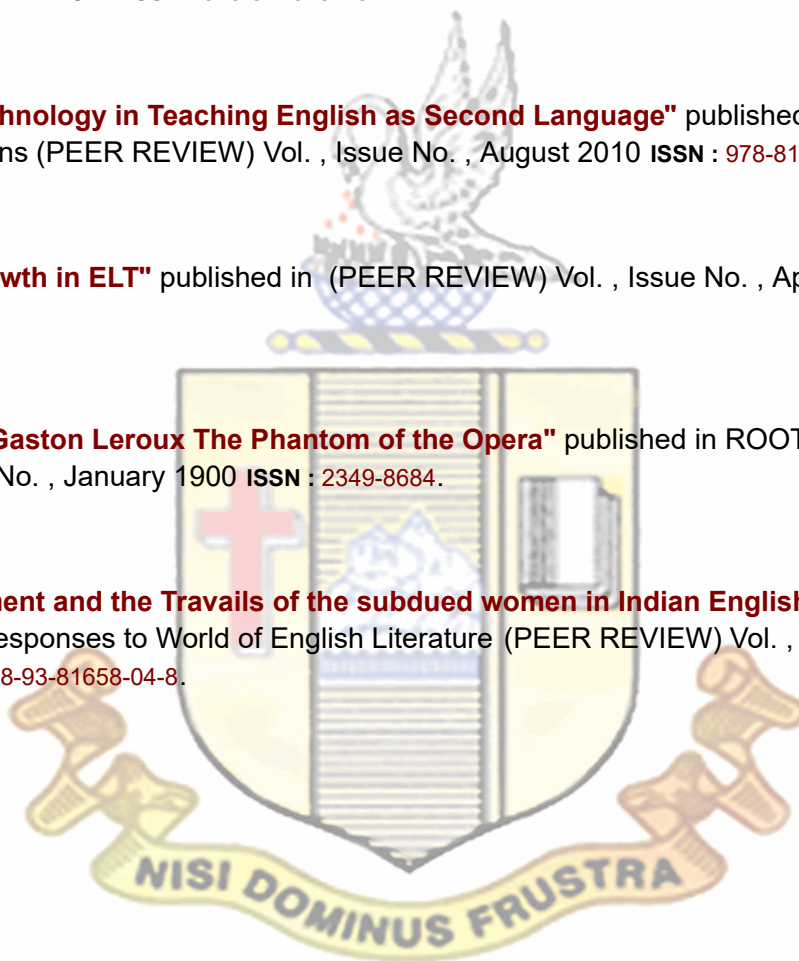 chnology in Teaching English as Second Language" published
ns (PEER REVIEW) Vol. , Issue No. , August 2010 ISSN : 978-81
wth in ELT" published in (PEER REVIEW) Vol. , Issue No. , Ap
Gaston Leroux The Phantom of the Opera" published in ROOT
No. , January 1900 ISSN : 2349-8684.
ent and the Travails of the subdued women in Indian English
esponses to World of English Literature (PEER REVIEW) Vol. ,
8-93-81658-04-8.
NISI DOMINUS FRUSTRA